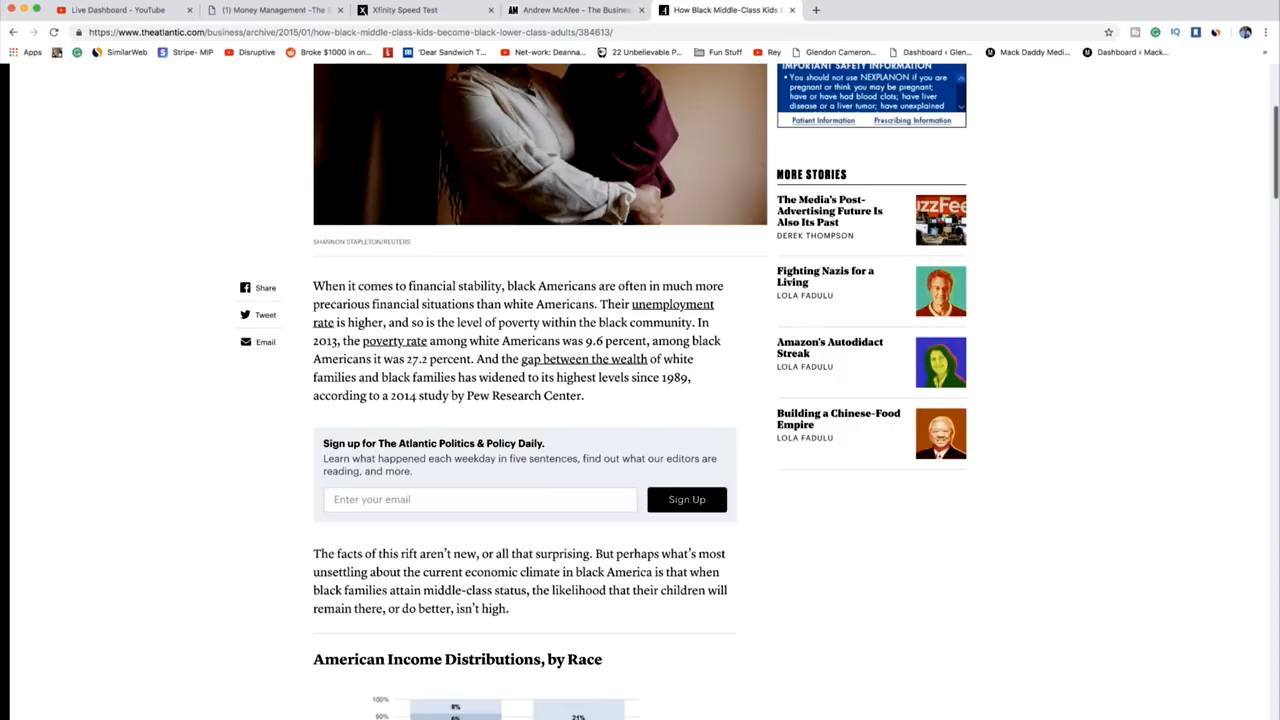 Live Dashboard - YouTube
(1) Money Management -The
Xfinity Speed Test
Andrew McAfee – The Busines
How Black Middle-Class Kids
https://www.theatlantic.com/business/archive/2015/01/how-black-middle-class-kids-become-black-lower-class-adults/384613/
Apps
SimilarWeb
Stripe- MIP
Disruptive
Broke $1000 in on...
'Dear Sandwich T...
Net-work: Deanna...
22 Unbelievable P...
Fun Stuff
Rey
Glendon Cameron...
Dashboard ‹ Glen...
Mack Daddy Medi...
Dashboard ‹ Mack...
IMPORTANT SAFETY INFORMATION
• You should not use NEXPLANON if you are
pregnant or think you may be pregnant;
have or have had blood clots; have liver
disease or a liver tumor; have unexplained
Patient Information
Prescribing Information
MORE STORIES
The Media's Post-
Advertising Future Is
Also Its Past
DEREK THOMPSON
Fighting Nazis for a
Living
LOLA FADULU
Amazon's Autodidact
Streak
LOLA FADULU
Building a Chinese-Food
Empire
LOLA FADULU
SHANNON STAPLETON/REUTERS
Share
Tweet
Email
When it comes to financial stability, black Americans are often in much more
precarious financial situations than white Americans. Their unemployment
rate is higher, and so is the level of poverty within the black community. In
2013, the poverty rate among white Americans was 9.6 percent, among black
Americans it was 27.2 percent. And the gap between the wealth of white
families and black families has widened to its highest levels since 1989,
according to a 2014 study by Pew Research Center.
Sign up for The Atlantic Politics & Policy Daily.
Learn what happened each weekday in five sentences, find out what our editors are
reading, and more.
Enter your email
Sign Up
The facts of this rift aren't new, or all that surprising. But perhaps what's most
unsettling about the current economic climate in black America is that when
black families attain middle-class status, the likelihood that their children will
remain there, or do better, isn't high.
American Income Distributions, by Race
100%
8%
90%
6%
21%